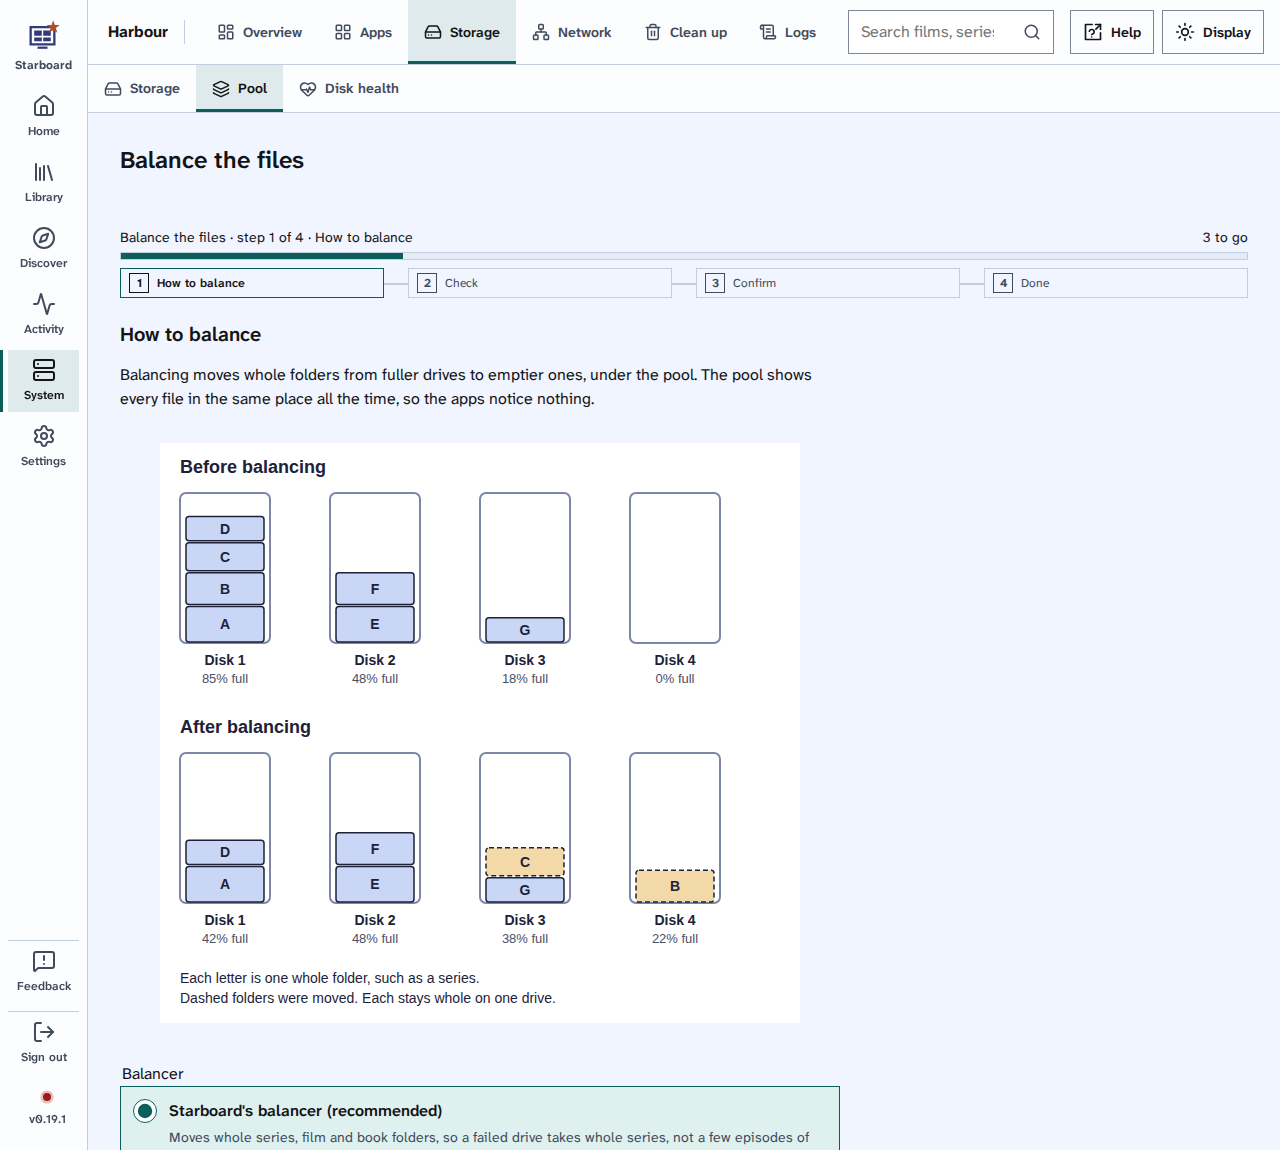 Starboard
Home
Library
Discover
Activity
System
Settings
Feedback
Sign out
v0.19.1
Harbour
Overview
Apps
Storage
Network
Clean up
Logs
Search films, series
Help
Display
Storage
Pool
Disk health
Balance the files
Balance the files · step 1 of 4 · How to balance
3 to go
1 How to balance
2 Check
3 Confirm
4 Done
How to balance
Balancing moves whole folders from fuller drives to emptier ones, under the pool. The pool shows
every file in the same place all the time, so the apps notice nothing.
Before balancing
D
C
B
A
F
E
G
Disk 1
85% full
Disk 2
48% full
Disk 3
18% full
Disk 4
0% full
After balancing
D
A
F
E
C
G
B
Disk 1
42% full
Disk 2
48% full
Disk 3
38% full
Disk 4
22% full
Each letter is one whole folder, such as a series.
Dashed folders were moved. Each stays whole on one drive.
Balancer
Starboard's balancer (recommended)
Moves whole series, film and book folders, so a failed drive takes whole series, not a few episodes of